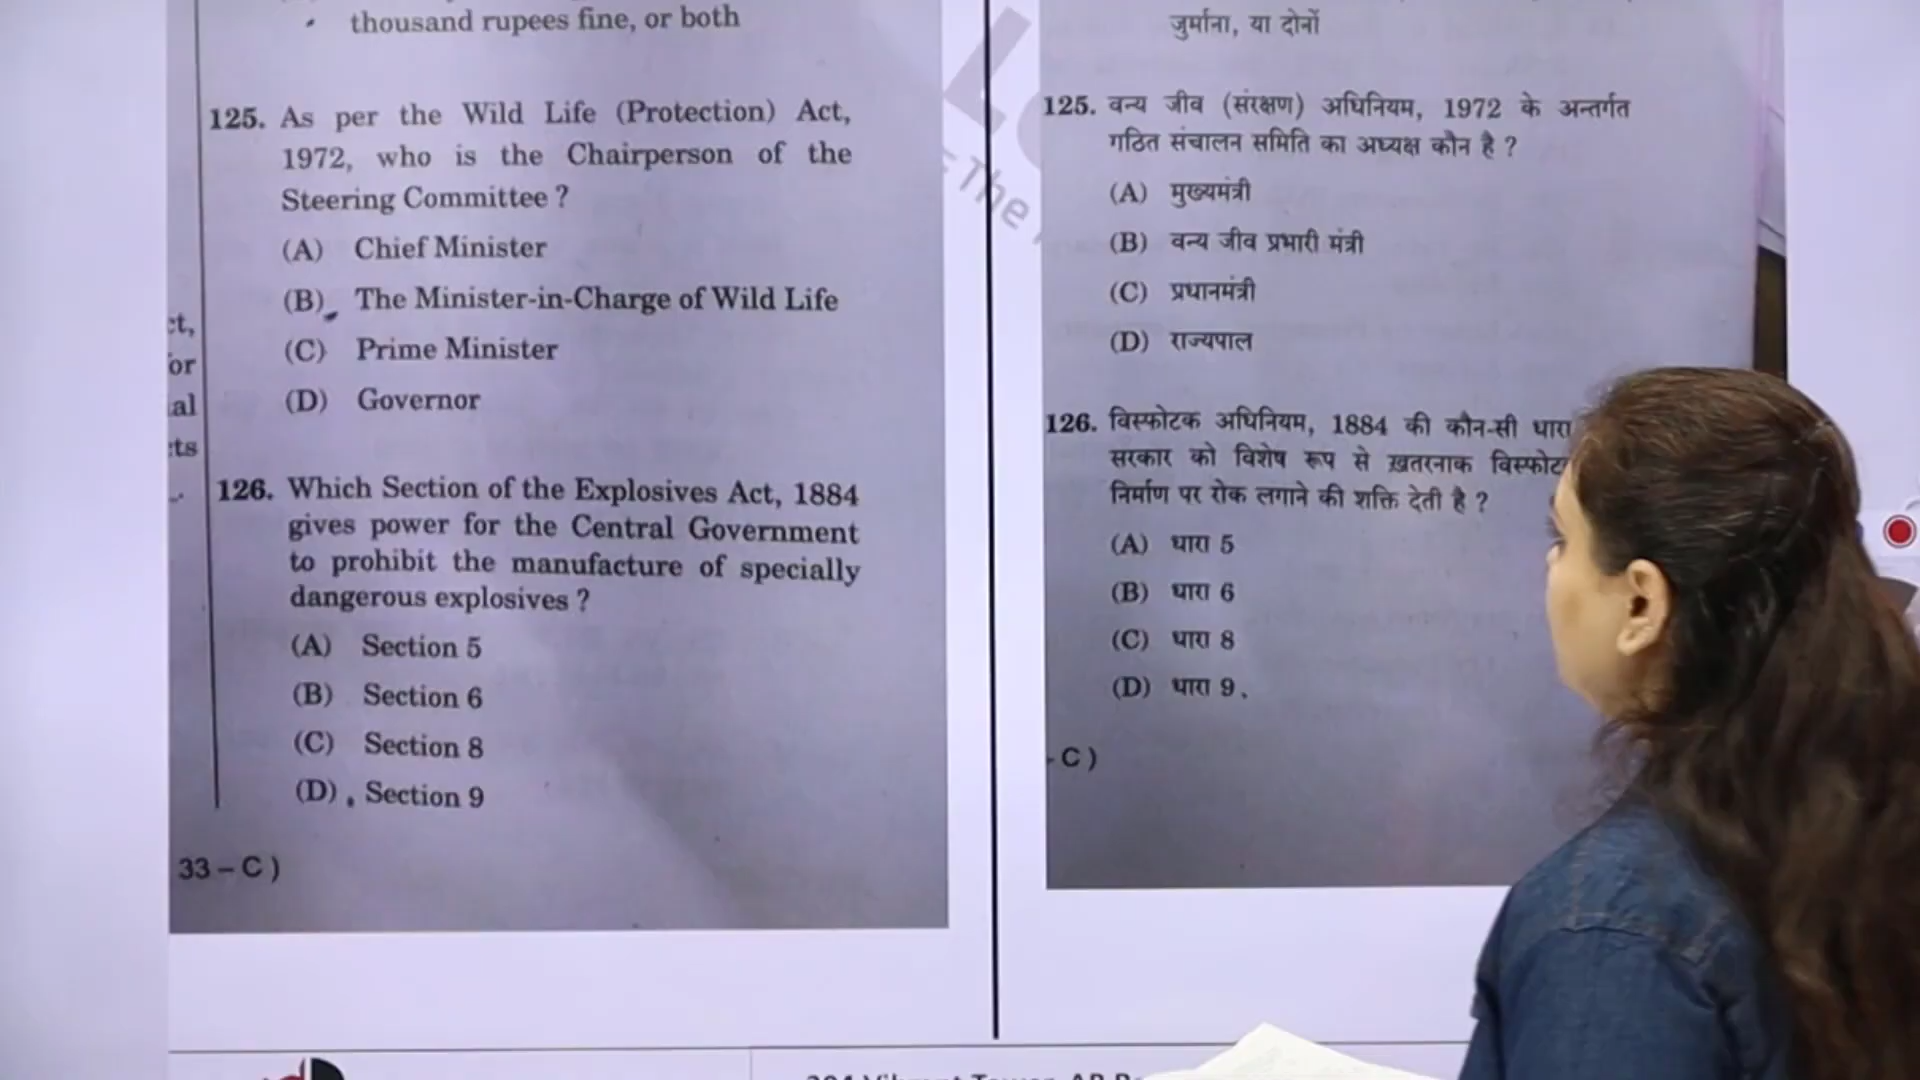 thousand rupees fine, or both
125. As per the Wild Life (Protection) Act,
1972, who is the Chairperson of the
Steering Committee ?
(A) Chief Minister
(B) The Minister-in-Charge of Wild Life
(C) Prime Minister
(D) Governor
126. Which Section of the Explosives Act, 1884
gives power for the Central Government
to prohibit the manufacture of specially
dangerous explosives ?
(A) Section 5
(B) Section 6
(C) Section 8
(D) Section 9
33 – C )
ct,
or
al
cts
The
जुर्माना, या दोनों
125. वन्य जीव (संरक्षण) अधिनियम, 1972 के अन्तर्गत
गठित संचालन समिति का अध्यक्ष कौन है ?
(A) मुख्यमंत्री
(B) वन्य जीव प्रभारी मंत्री
(C) प्रधानमंत्री
(D) राज्यपाल
126. विस्फोटक अधिनियम, 1884 की कौन-सी धारा
सरकार को विशेष रूप से ख़तरनाक
निर्माण पर रोक लगाने की शक्ति देती है ?
(A) धारा 5
(B) धारा 6
(C) धारा 8
(D) धारा 9
- C )